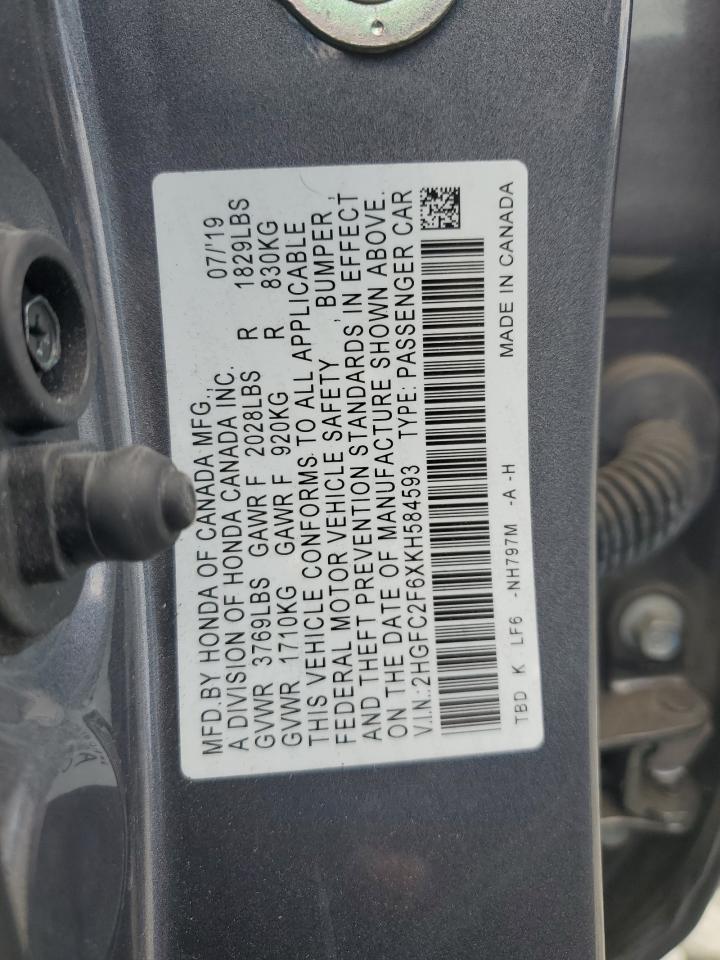 MFD.BY HONDA OF CANADA MFG., 07/'19
A DIVISION OF HONDA CANADA INC.
GVWR 3769LBS GAWR F 2028LBS R 1829LBS
GVWR 1710KG GAWR F 920KG R 830KG
THIS VEHICLE CONFORMS TO ALL APPLICABLE
FEDERAL MOTOR VEHICLE SAFETY , BUMPER ,
AND THEFT PREVENTION STANDARDS IN EFFECT
ON THE DATE OF MANUFACTURE SHOWN ABOVE.
V.I.N.:2HGFC2F6XKH584593 TYPE: PASSENGER CAR
TBD K LF6 -NH797M -A -H MADE IN CANADA